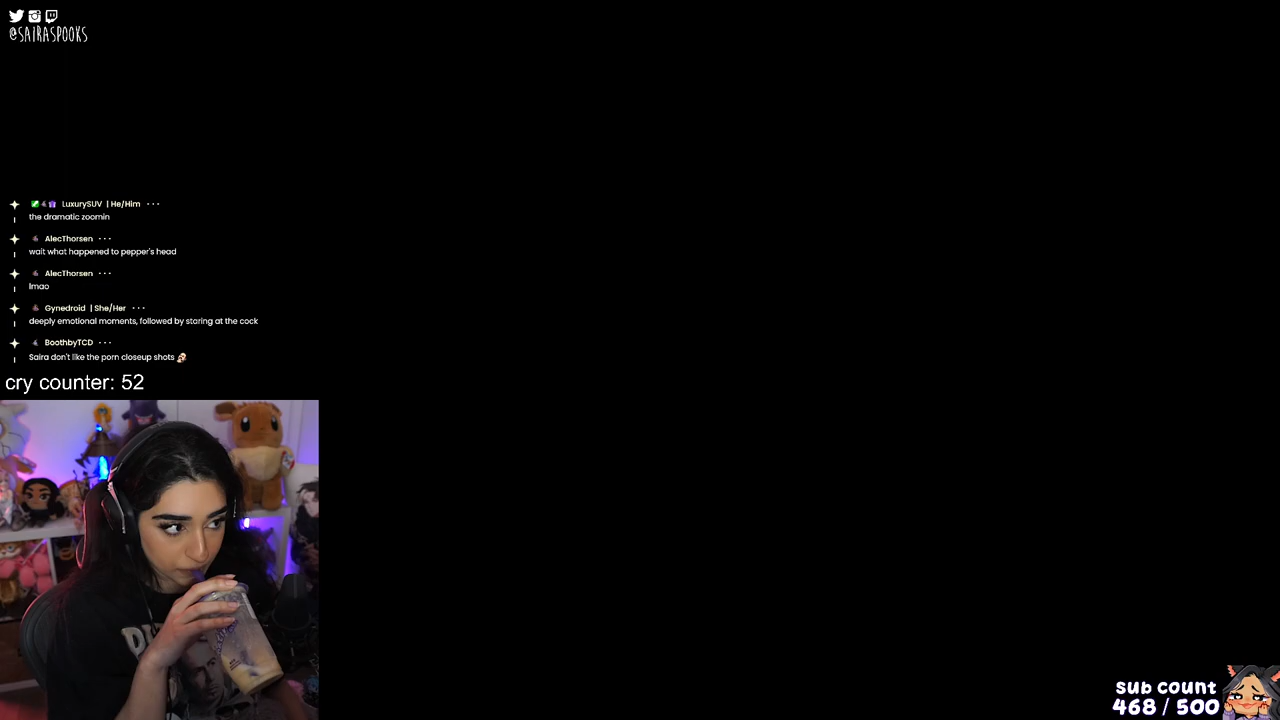 @SAIRASPOOKS
LuxurySUV | He/Him
the dramatic zoomin
AlecThorsen
wait what happened to pepper's head
AlecThorsen
lmao
Gynedroid | She/Her
deeply emotional moments, followed by staring at the cock
BoothbyTCD
Saira don't like the porn closeup shots
cry counter: 52
sub count
468 / 500